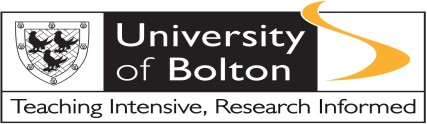 University
of Bolton
Teaching Intensive, Research Informed